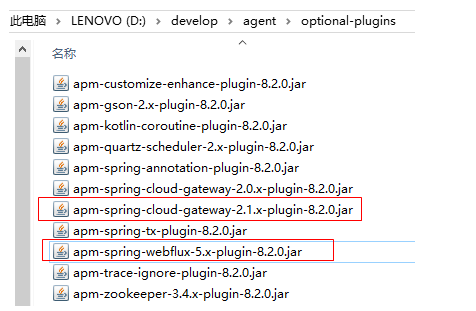 此电脑 > LENOVO (D:) > develop > agent > optional-plugins
名称
apm-customize-enhance-plugin-8.2.0.jar
apm-gson-2.x-plugin-8.2.0.jar
apm-kotlin-coroutine-plugin-8.2.0.jar
apm-quartz-scheduler-2.x-plugin-8.2.0.jar
apm-spring-annotation-plugin-8.2.0.jar
apm-spring-cloud-gateway-2.0.x-plugin-8.2.0.jar
apm-spring-cloud-gateway-2.1.x-plugin-8.2.0.jar
apm-spring-tx-plugin-8.2.0.jar
apm-spring-webflux-5.x-plugin-8.2.0.jar
apm-trace-ignore-plugin-8.2.0.jar
apm-zookeeper-3.4.x-plugin-8.2.0.jar